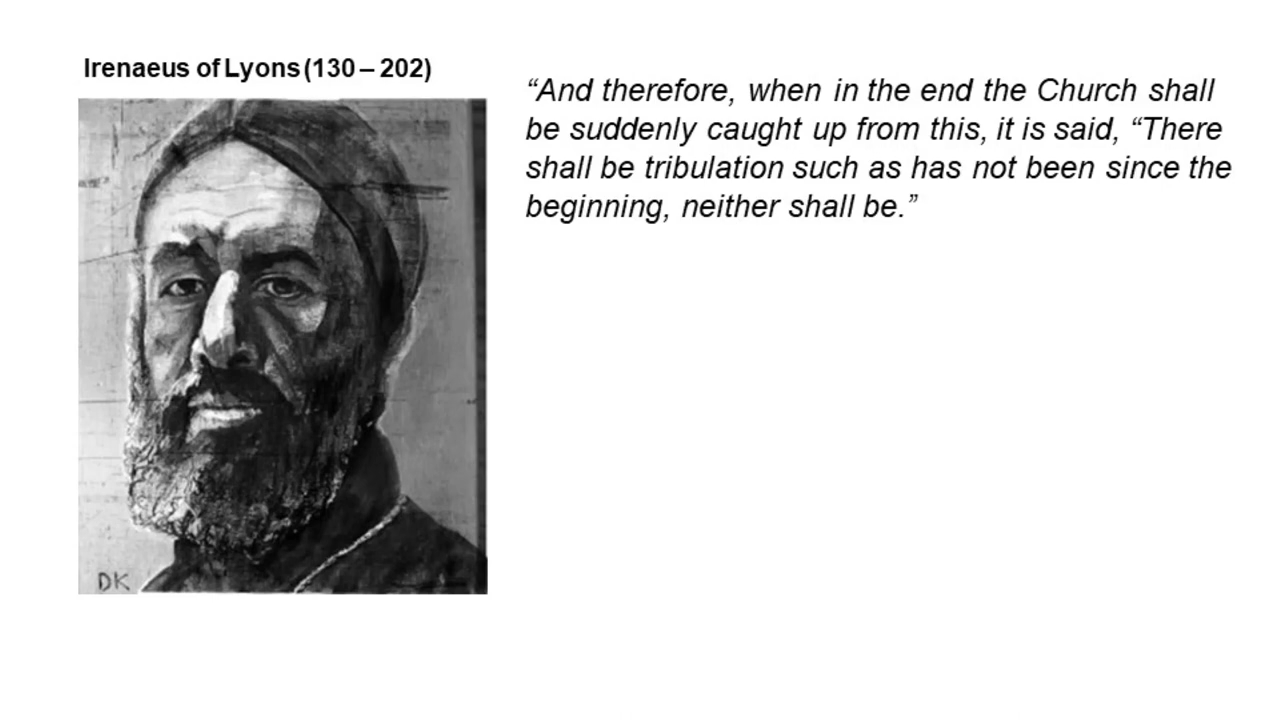 Irenaeus of Lyons (130 – 202)
“And therefore, when in the end the Church shall
be suddenly caught up from this, it is said, “There
shall be tribulation such as has not been since the
beginning, neither shall be.”
DK